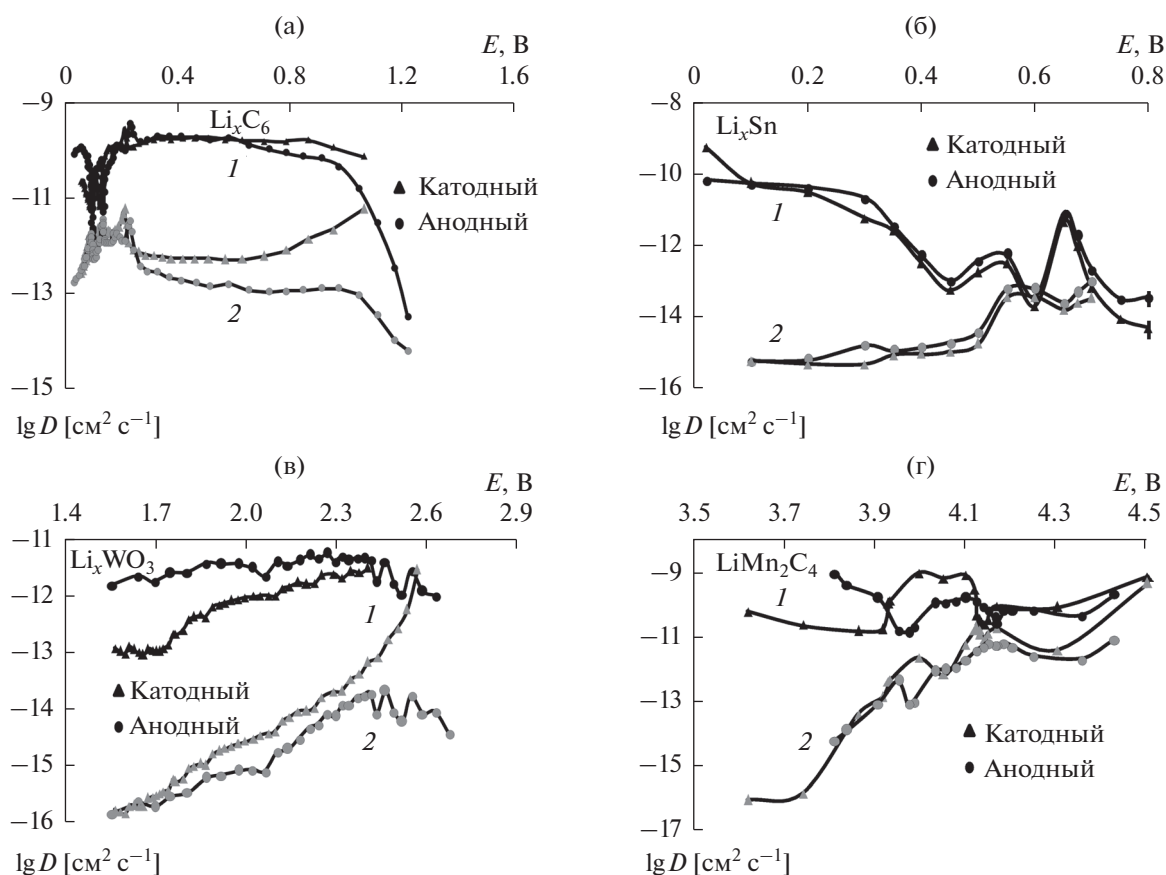 (а)
E, В
0 0.4 0.8 1.2 1.6
−9
LixC6
1
Катодный
−11
Анодный
−13
2
−15
lg D [см² с⁻¹]
(б)
E, В
0 0.2 0.4 0.5 0.6 0.7 0.8
−8
LixSn
Катодный
−10
Анодный
1
−12
−14
2
−16
lg D [см² с⁻¹]
(в)
E, В
1.4 1.7 2.0 2.3 2.6 2.9
−11
LixWO3
−12
1
−13
Катодный
−14
Анодный
2
−15
−16
lg D [см² с⁻¹]
(г)
E, В
3.5 3.7 3.9 4.1 4.3 4.5
−9
LiMn2C4
1
−11
−13
Катодный
2
Анодный
−15
−17
lg D [см² с⁻¹]